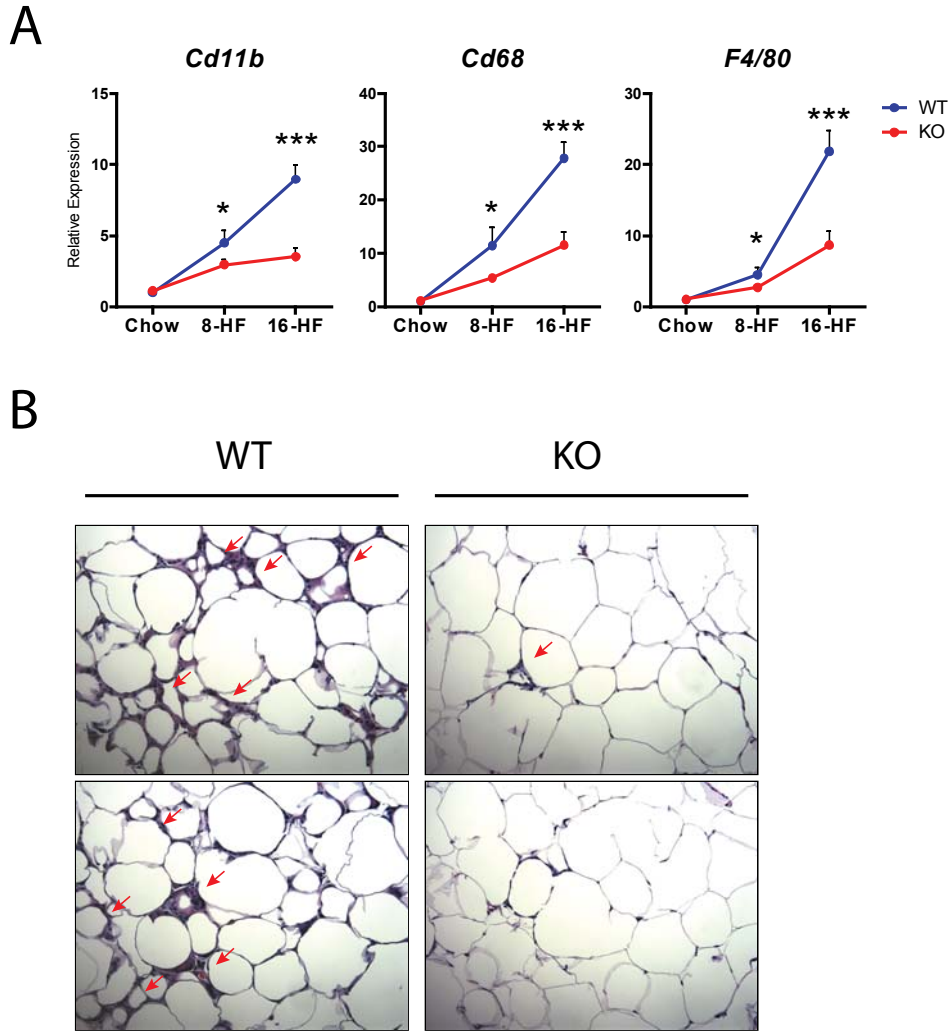 A
Cd11b
Cd68
F4/80
WT
KO
Relative Expression
15
10
5
0
*
***
Chow 8-HF 16-HF
40
30
20
10
0
*
***
Chow 8-HF 16-HF
30
20
10
0
*
***
Chow 8-HF 16-HF
B
WT
KO